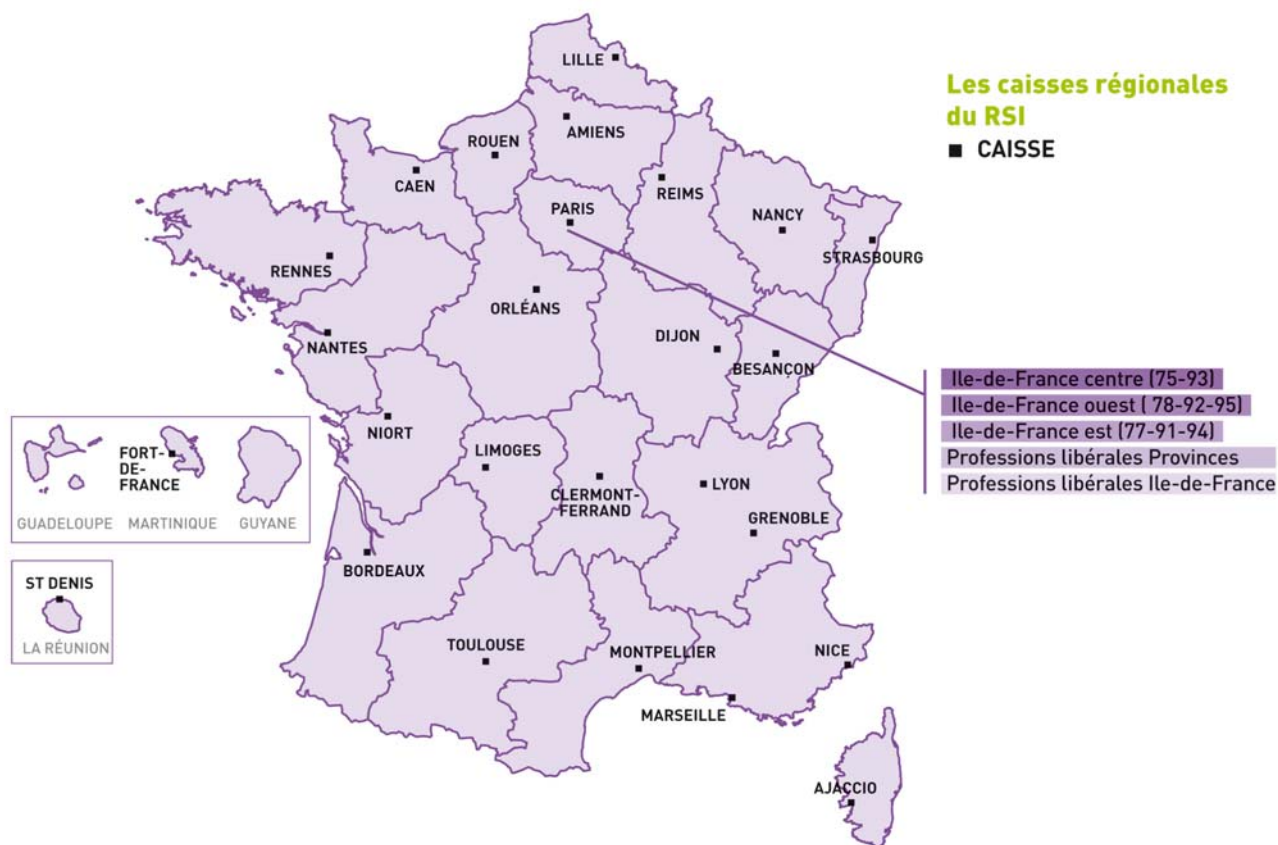 LILLE
Les caisses régionales
du RSI
■ CAISSE
AMIENS
ROUEN
CAEN
REIMS
PARIS
NANCY
STRASBOURG
RENNES
ORLÉANS
NANTES
DIJON
BESANÇON
Ile-de-France centre (75-93)
Ile-de-France ouest ( 78-92-95)
Ile-de-France est (77-91-94)
Professions libérales Provinces
Professions libérales Ile-de-France
NIORT
LIMOGES
CLERMONT-
FERRAND
LYON
GRENOBLE
FORT-
DE-
FRANCE
GUADELOUPE
MARTINIQUE
GUYANE
BORDEAUX
ST DENIS
LA RÉUNION
TOULOUSE
MONTPELLIER
NICE
MARSEILLE
AJACCIO